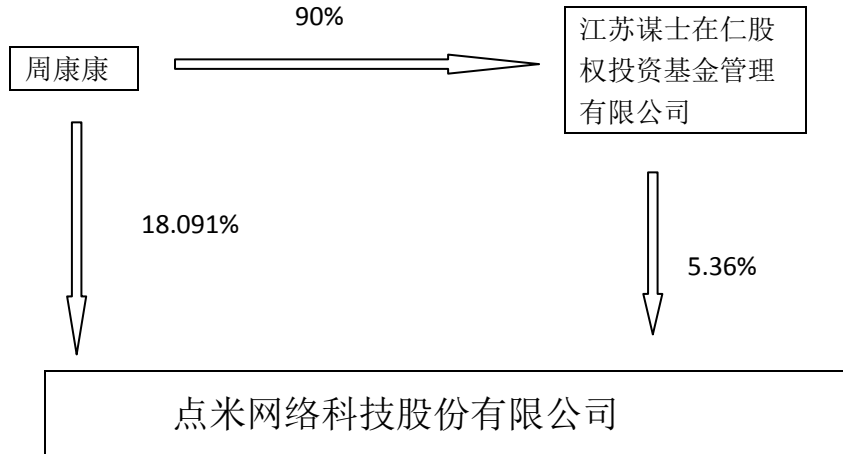 90%
周康康
江苏谋士在仁股
权投资基金管理
有限公司
18.091%
5.36%
点米网络科技股份有限公司